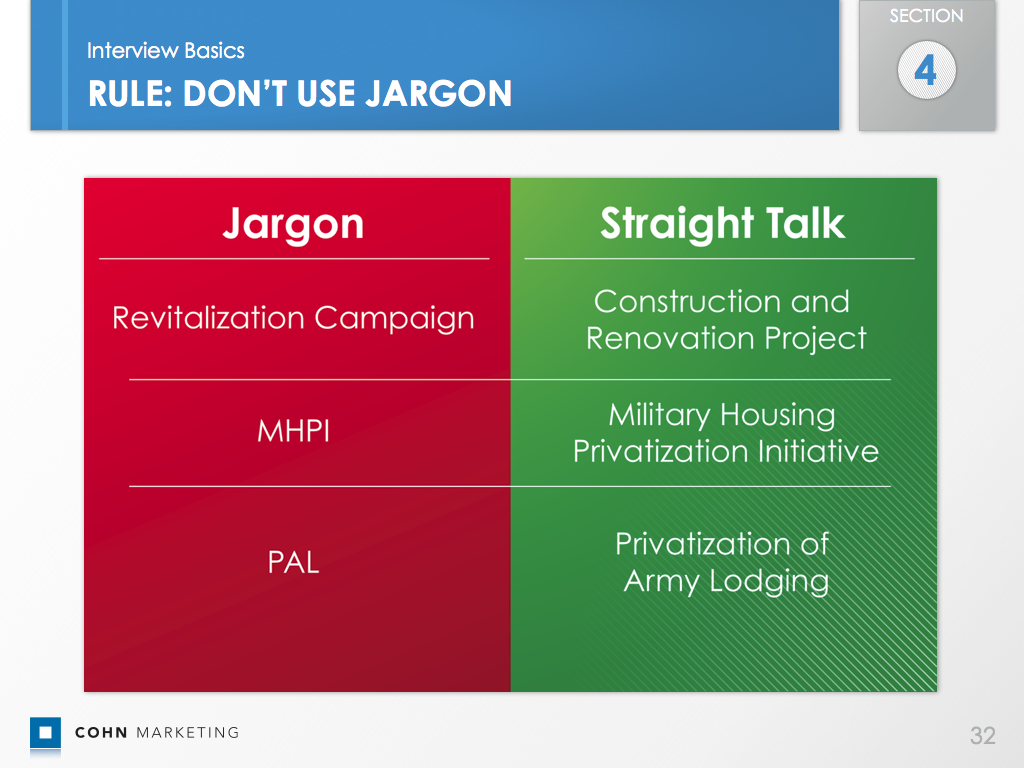 Interview Basics
RULE: DON’T USE JARGON
SECTION
4
Jargon
Straight Talk
Revitalization Campaign
Construction and
Renovation Project
MHPI
Military Housing
Privatization Initiative
PAL
Privatization of
Army Lodging
COHN MARKETING
32